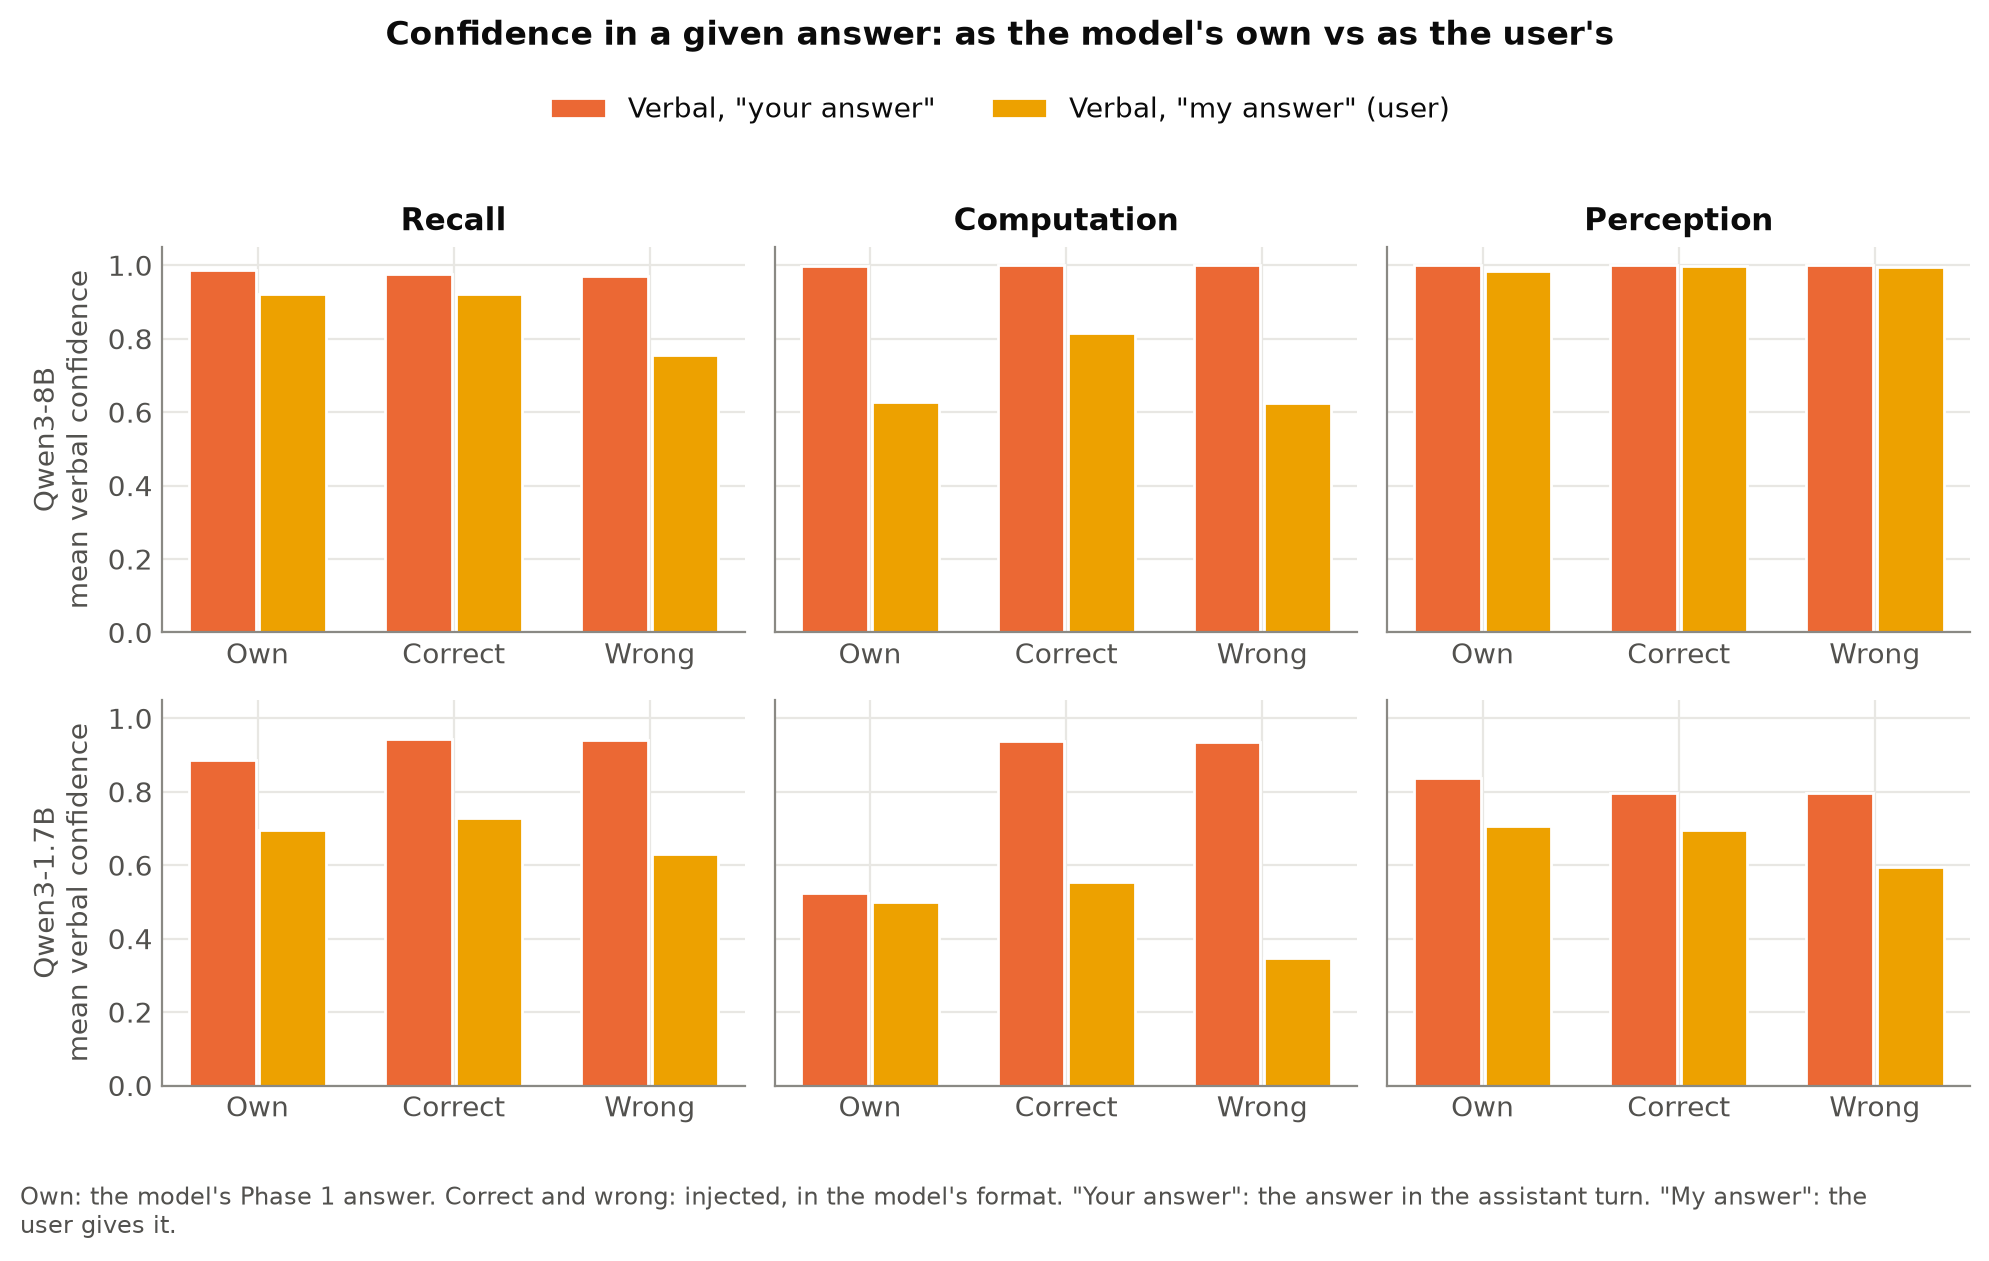 Confidence in a given answer: as the model's own vs as the user's
Verbal, "your answer"
Verbal, "my answer" (user)
Recall
Computation
Perception
Qwen3-8B
mean verbal confidence
1.0
0.8
0.6
0.4
0.2
0.0
Own Correct Wrong
Own Correct Wrong
Own Correct Wrong
Qwen3-1.7B
mean verbal confidence
1.0
0.8
0.6
0.4
0.2
0.0
Own Correct Wrong
Own Correct Wrong
Own Correct Wrong
Own: the model's Phase 1 answer. Correct and wrong: injected, in the model's format. "Your answer": the answer in the assistant turn. "My answer": the
user gives it.